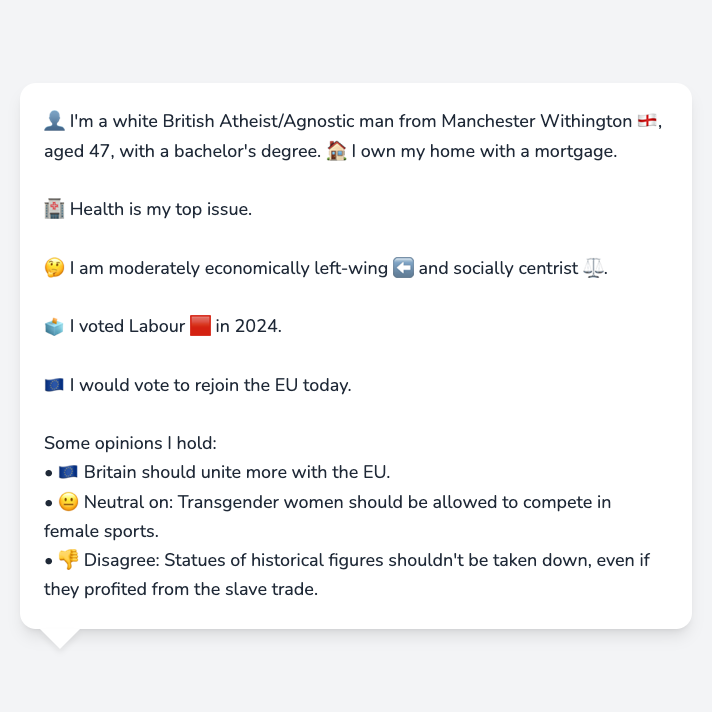 👤 I'm a white British Atheist/Agnostic man from Manchester Withington 🏴󠁧󠁢󠁥󠁮󠁧󠁿,
aged 47, with a bachelor's degree. 🏠 I own my home with a mortgage.
🏥 Health is my top issue.
🤔 I am moderately economically left-wing ⬅️ and socially centrist ⚖️.
🗳️ I voted Labour 🟥 in 2024.
🇪🇺 I would vote to rejoin the EU today.
Some opinions I hold:
• 🇪🇺 Britain should unite more with the EU.
• 😐 Neutral on: Transgender women should be allowed to compete in
female sports.
• 👎 Disagree: Statues of historical figures shouldn't be taken down, even if
they profited from the slave trade.